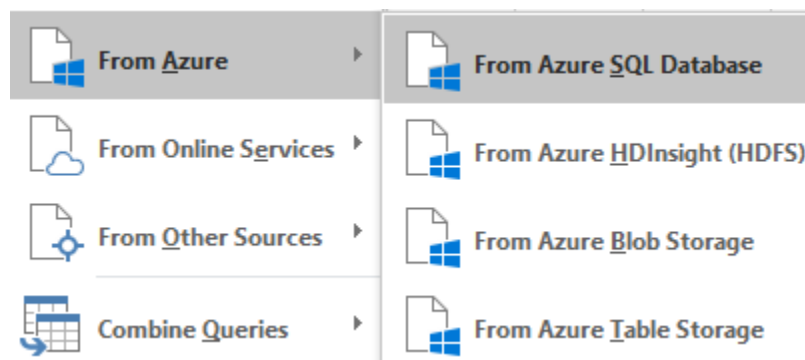 From Azure
From Online Services
From Other Sources
Combine Queries
From Azure SQL Database
From Azure HDInsight (HDFS)
From Azure Blob Storage
From Azure Table Storage